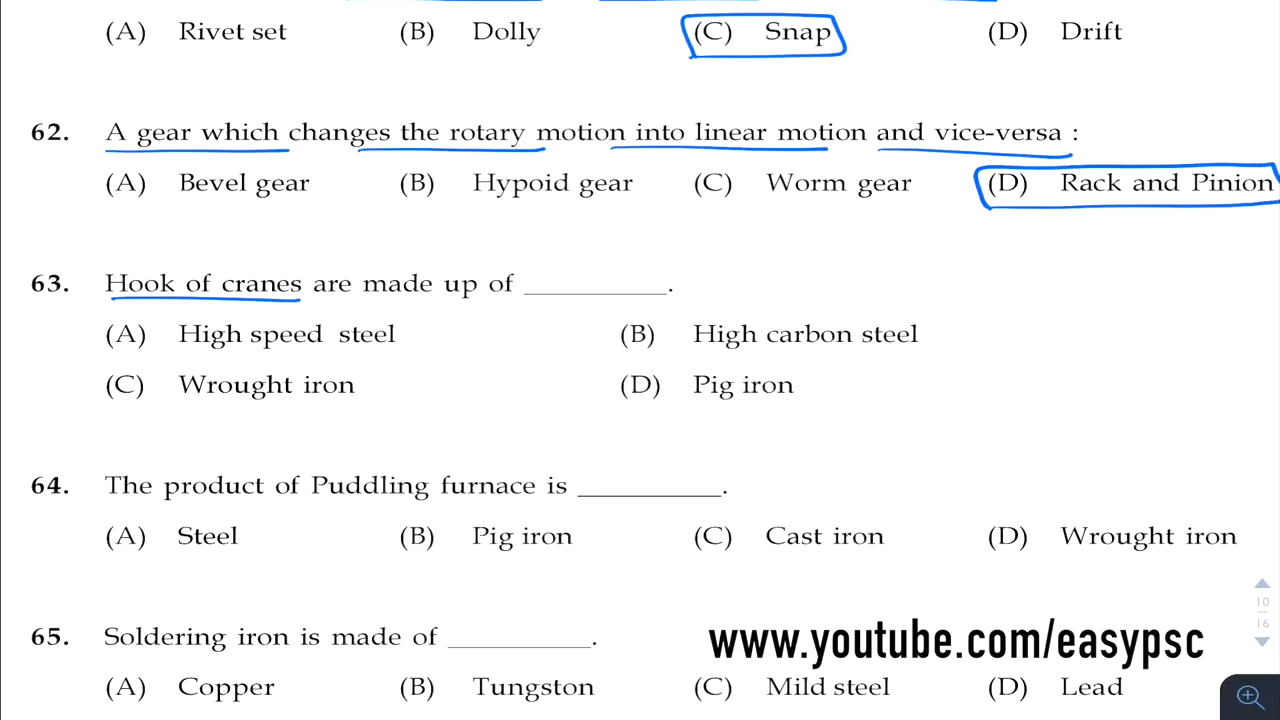 (A) Rivet set (B) Dolly (C) Snap (D) Drift
62. A gear which changes the rotary motion into linear motion and vice-versa :
(A) Bevel gear (B) Hypoid gear (C) Worm gear (D) Rack and Pinion
63. Hook of cranes are made up of __________.
(A) High speed steel (B) High carbon steel
(C) Wrought iron (D) Pig iron
64. The product of Puddling furnace is __________.
(A) Steel (B) Pig iron (C) Cast iron (D) Wrought iron
10
16
65. Soldering iron is made of __________.
www.youtube.com/easypsc
(A) Copper (B) Tungston (C) Mild steel (D) Lead